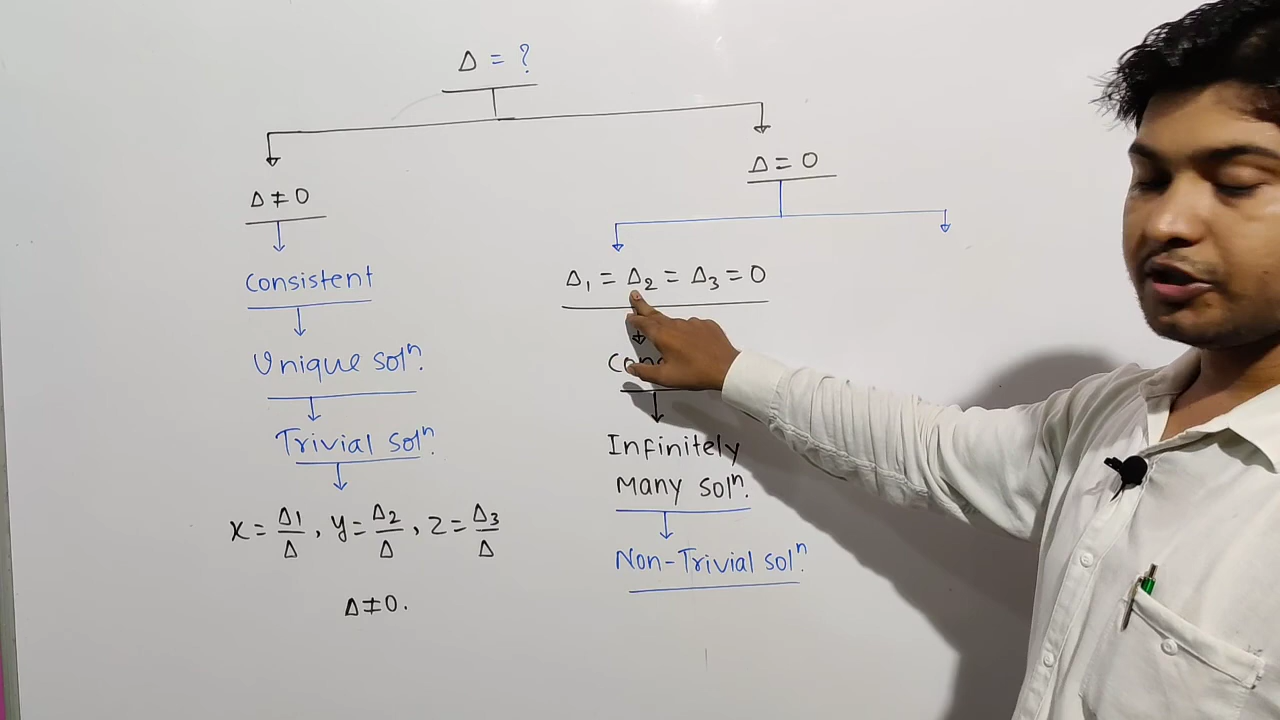 Δ = ?
Δ ≠ 0
Δ = 0
Consistent
Δ₁ = Δ₂ = Δ₃ = 0
Unique solⁿ.
Trivial solⁿ.
Infinitely
Many solⁿ.
x = Δ1/Δ , y = Δ2/Δ , z = Δ3/Δ
Non-Trivial solⁿ.
Δ ≠ 0.